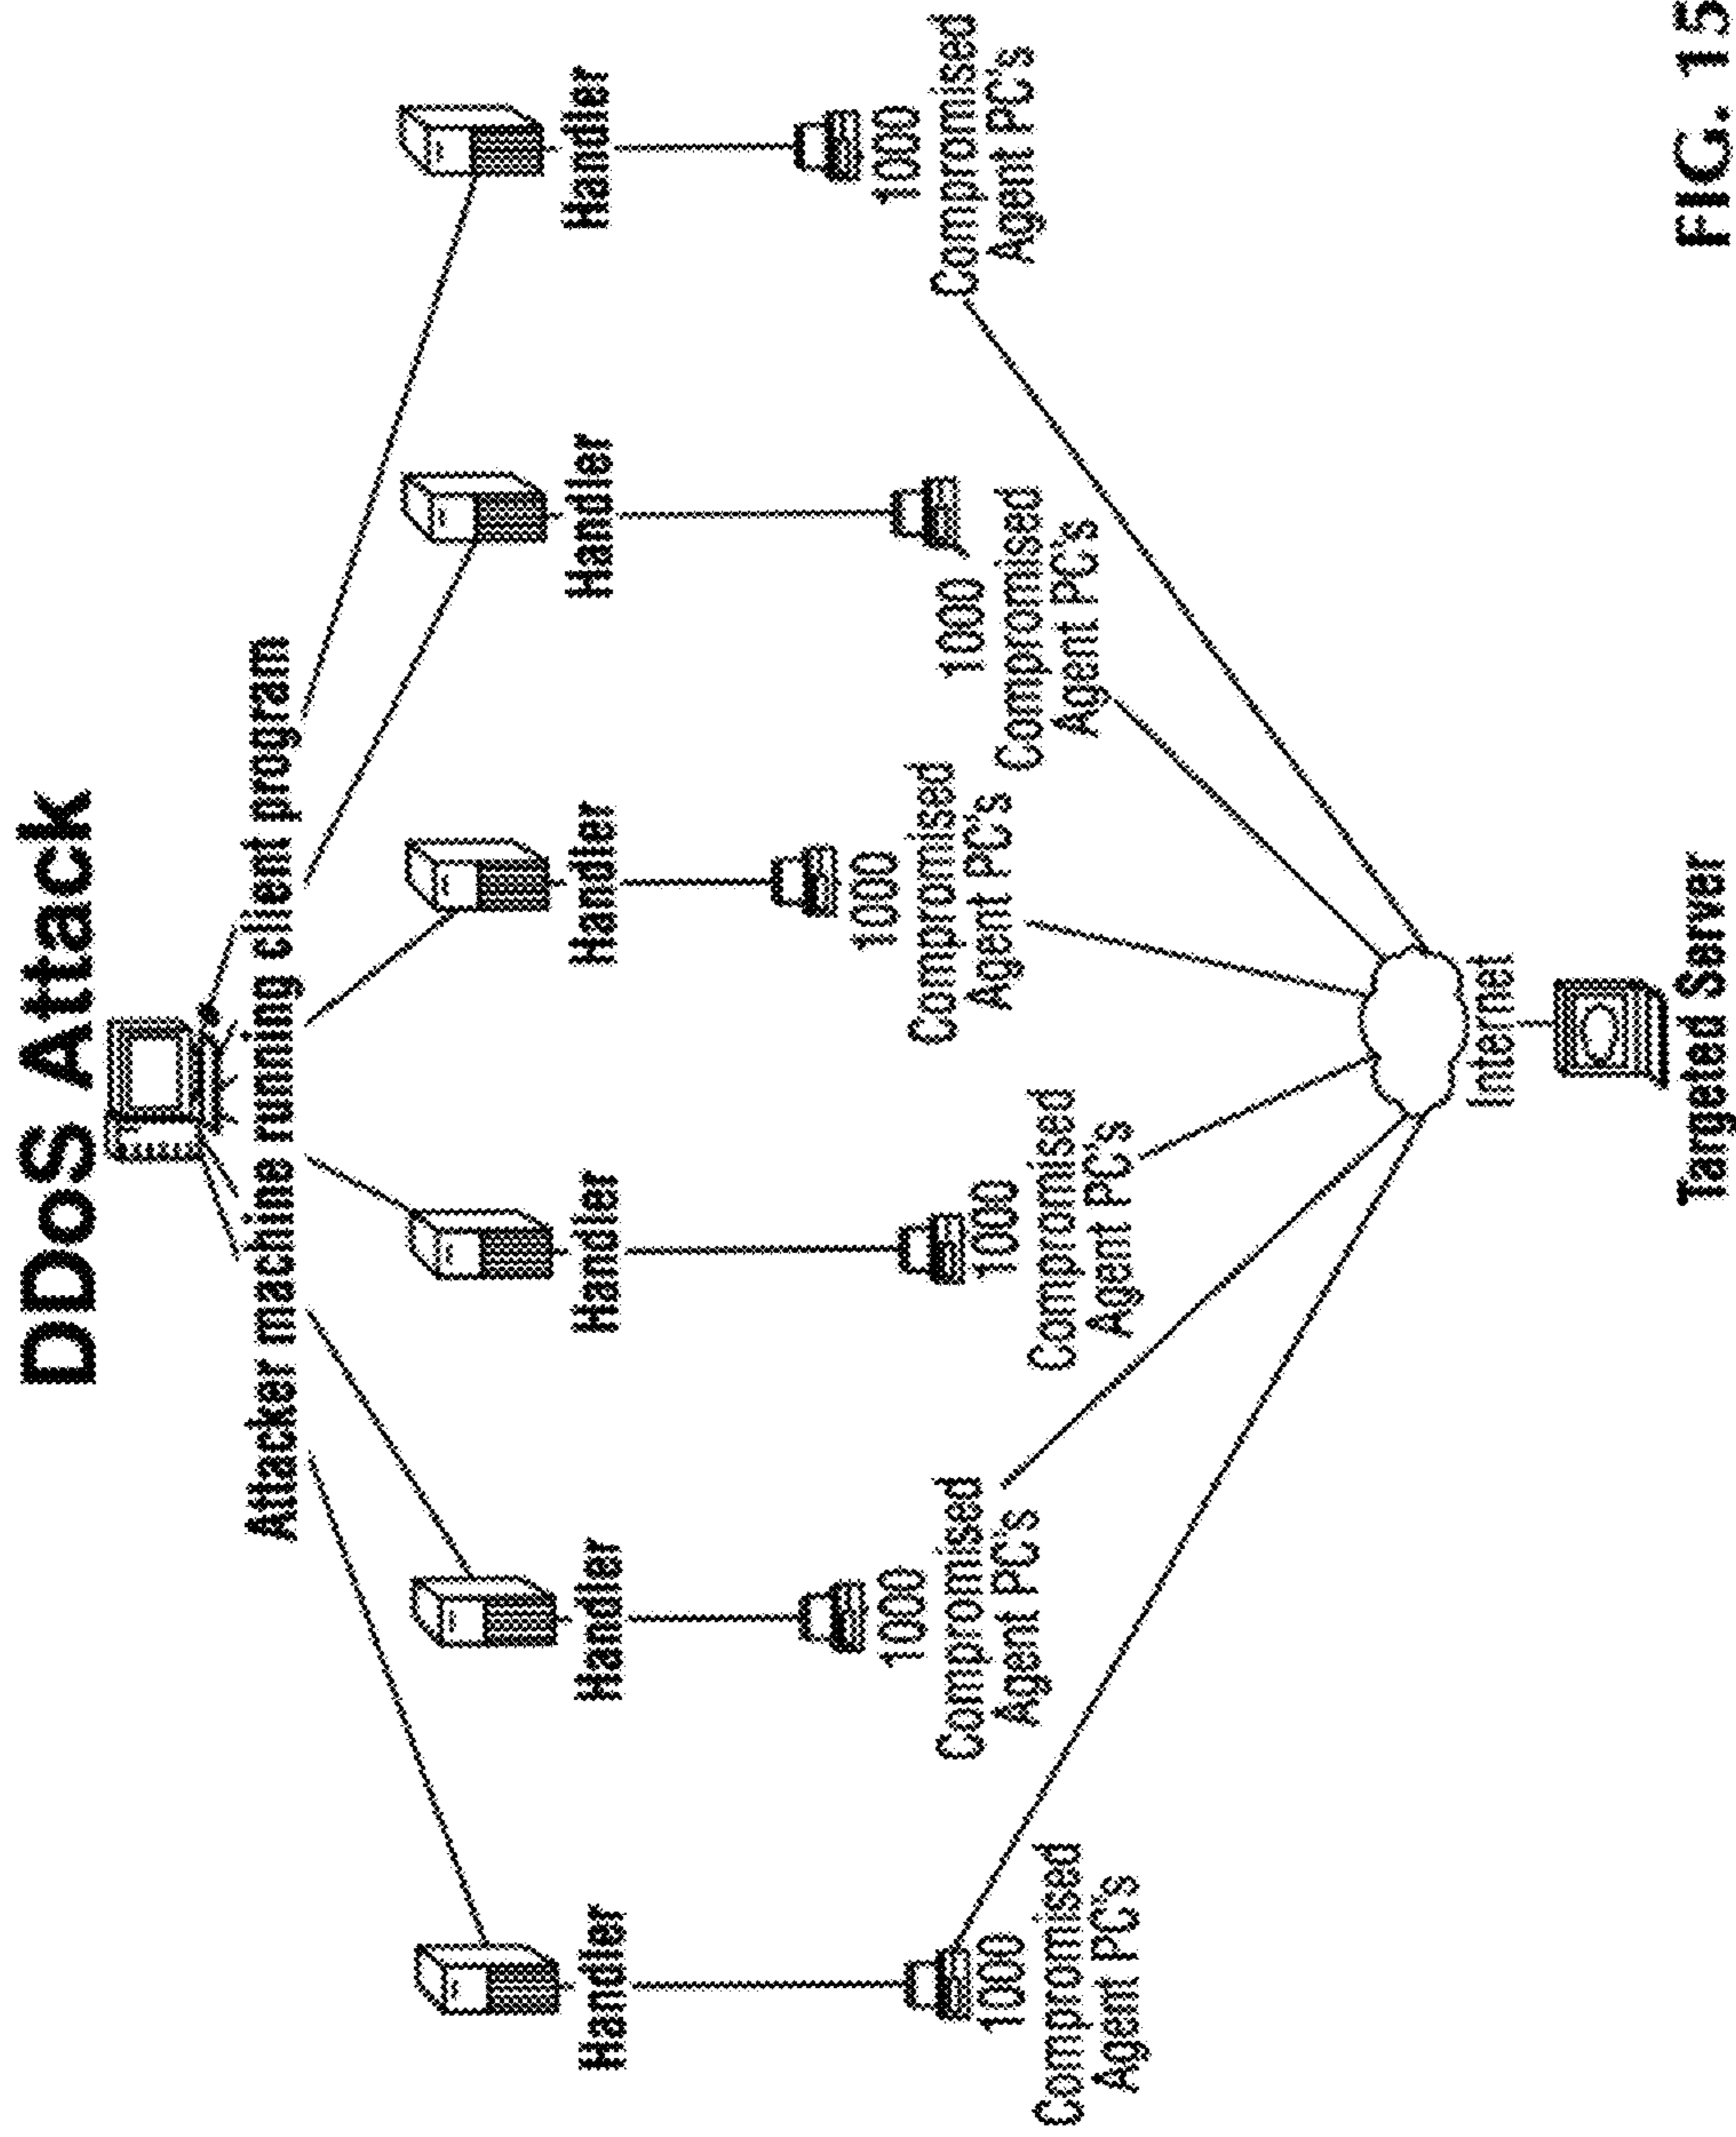 DDoS Attack
Attacker machine running client program
Handler
Handler
Handler
Handler
Handler
Handler
1000
Compromised
Agent PC's
1000
Compromised
Agent PC's
1000
Compromised
Agent PC's
1000
Compromised
Agent PC's
1000
Compromised
Agent PC's
1000
Compromised
Agent PC's
Internet
Targeted Server
FIG. 15